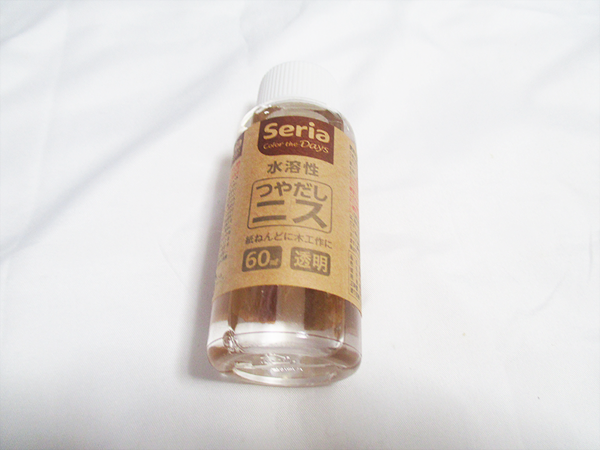 Seria
Color the Days
水溶性
つやだし
ニス
紙ねんどに木工作に
60ml 透明